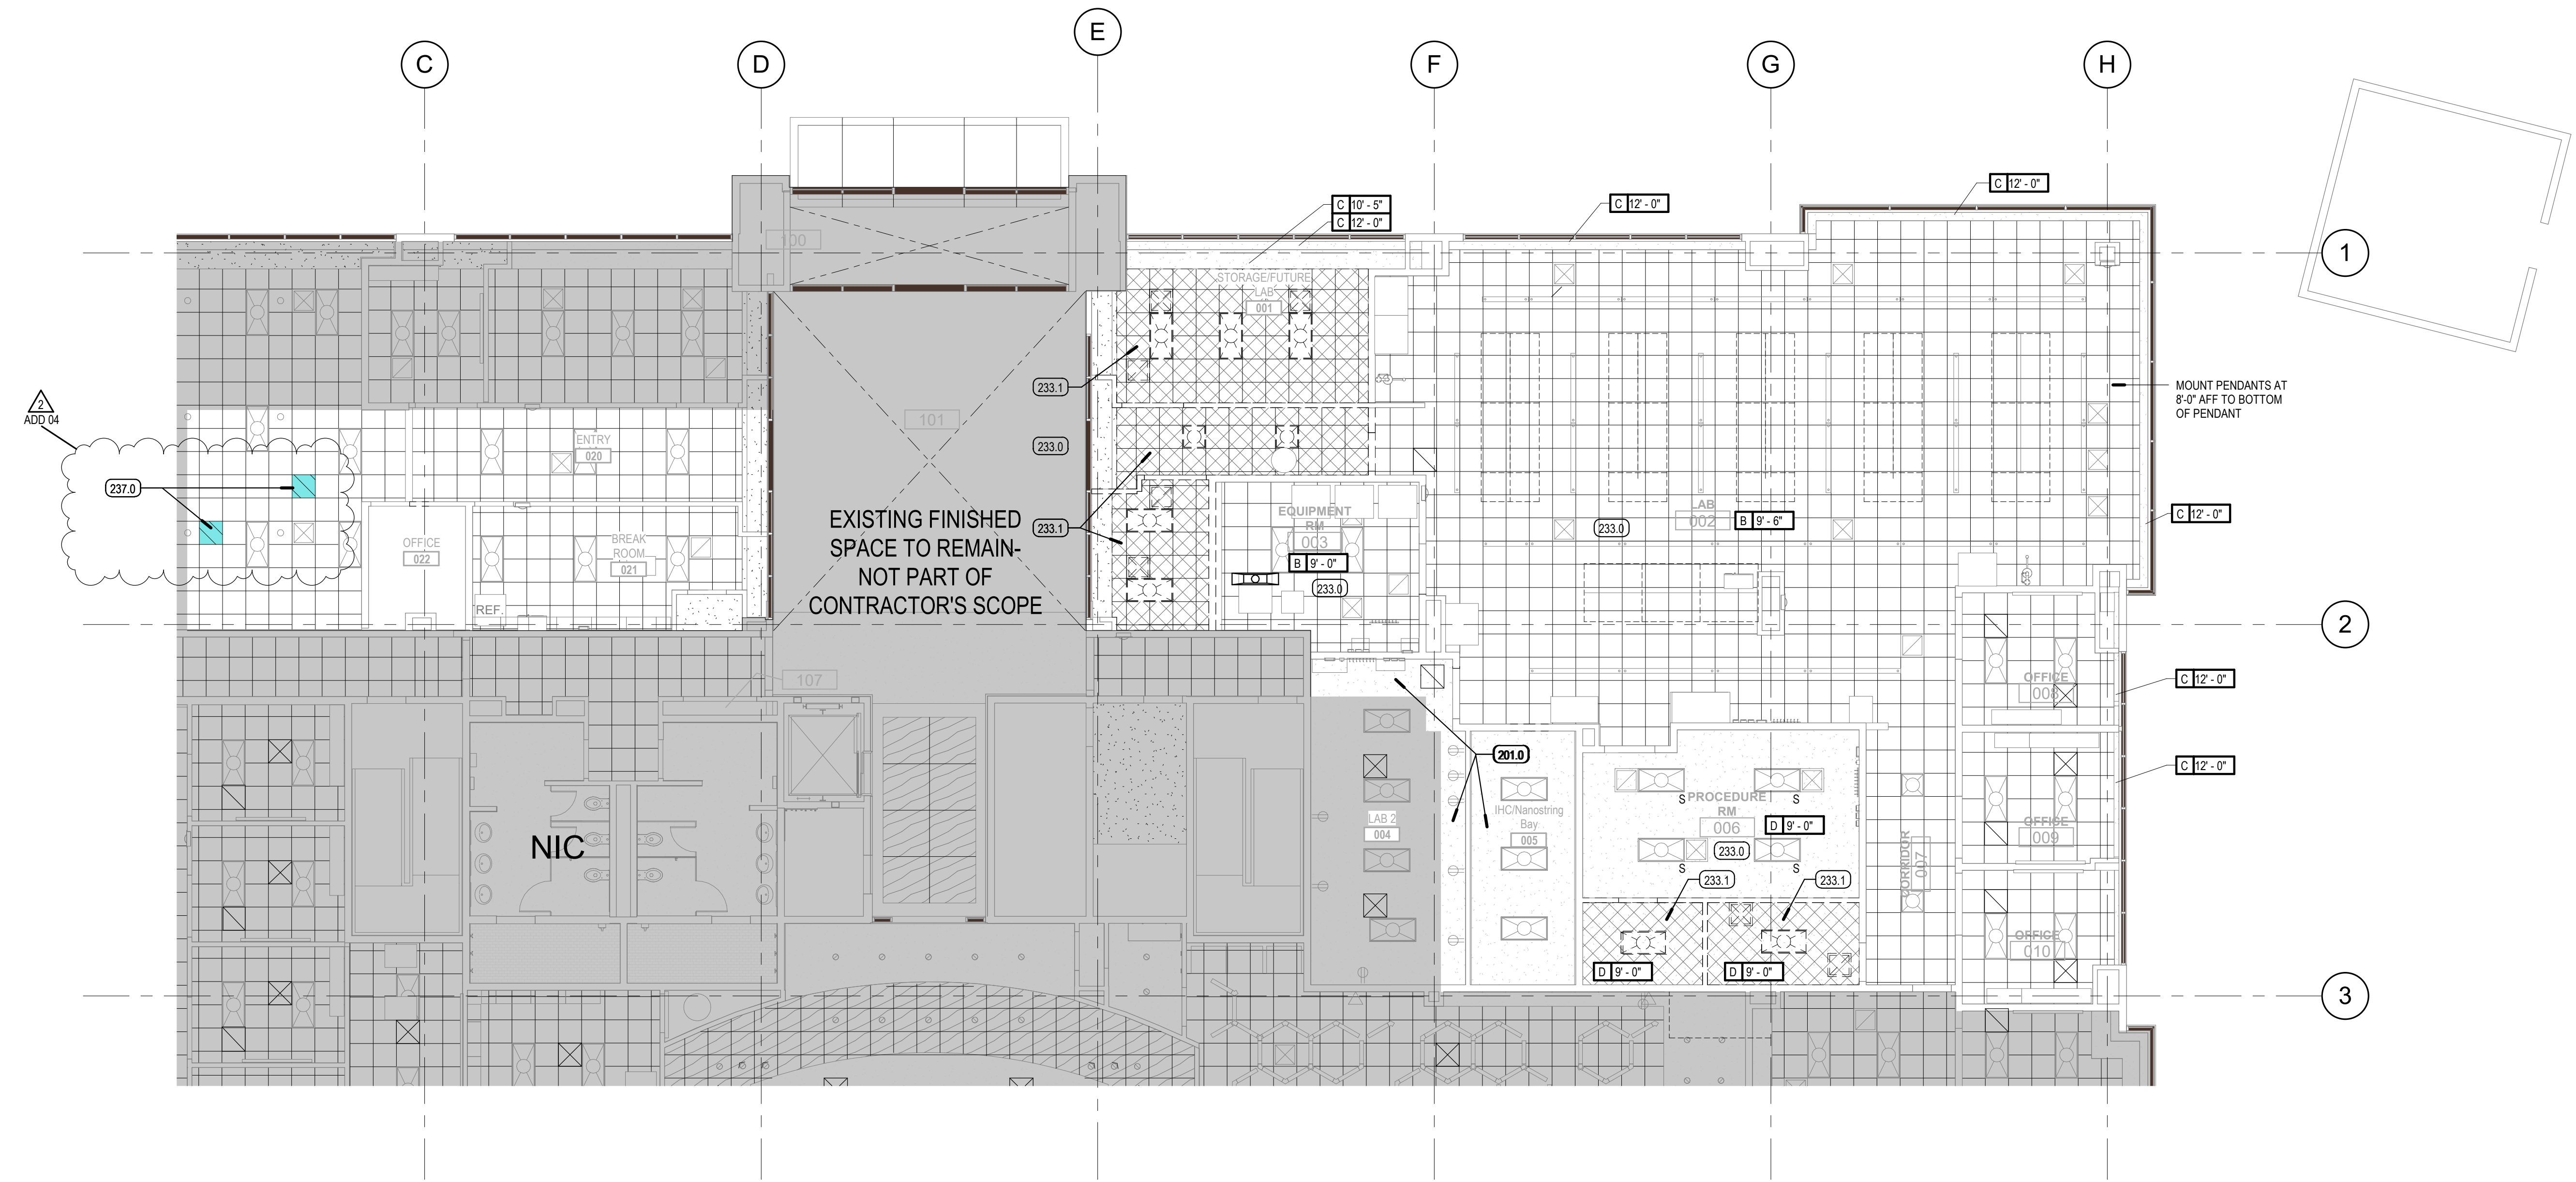 C
D
E
F
G
H
1
2
3
2
ADD 04
237.0
ENTRY
020
OFFICE
022
BREAK
ROOM
021
REF.
100
101
107
EXISTING FINISHED
SPACE TO REMAIN-
NOT PART OF
CONTRACTOR'S SCOPE
NIC
C 10' - 5"
C 12' - 0"
C 12' - 0"
C 12' - 0"
STORAGE/FUTURE
LAB
001
233.1
233.0
233.1
EQUIPMENT
RM
003
B 9' - 0"
233.0
LAB
002
B 9' - 6"
233.0
MOUNT PENDANTS AT
8'-0" AFF TO BOTTOM
OF PENDANT
C 12' - 0"
C 12' - 0"
C 12' - 0"
OFFICE
008
OFFICE
009
OFFICE
010
201.0
LAB 2
004
IHC/Nanostring
Bay
005
S
S
PROCEDURE
RM
006
D 9' - 0"
233.0
S
S
233.1
233.1
D 9' - 0"
D 9' - 0"
CORRIDOR
007